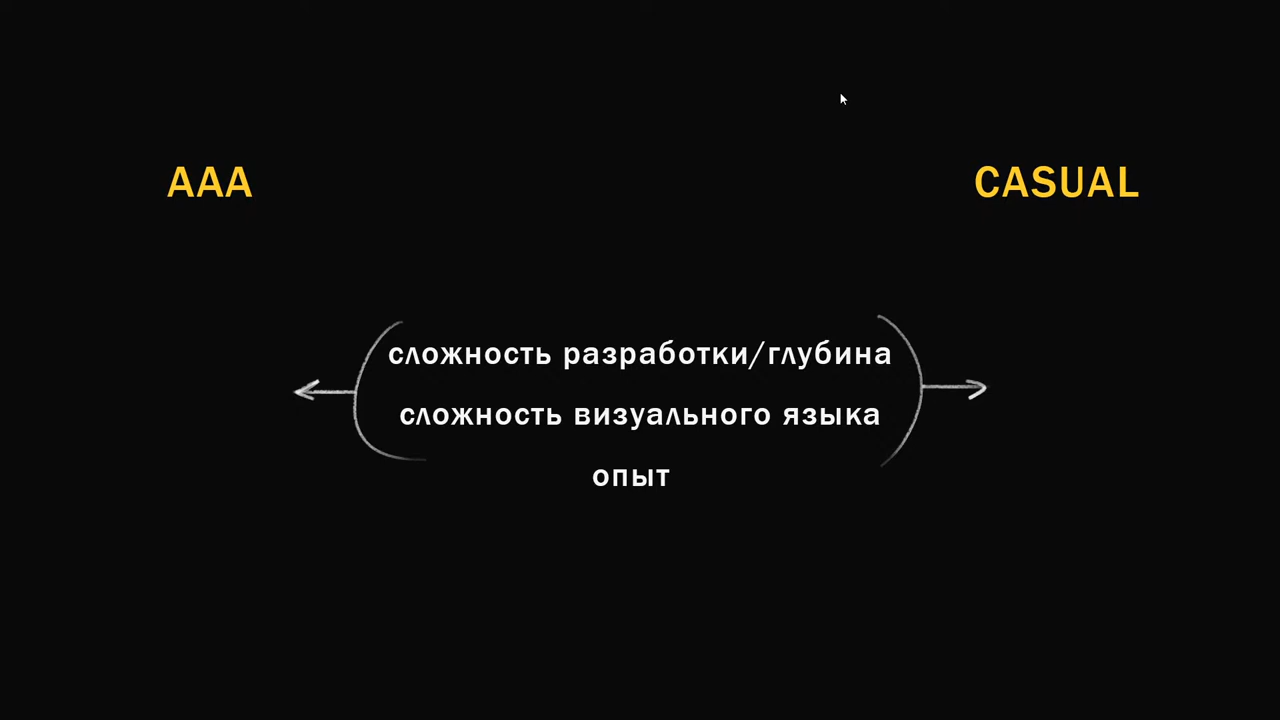 AAA
CASUAL
сложность разработки/глубина
сложность визуального языка
опыт